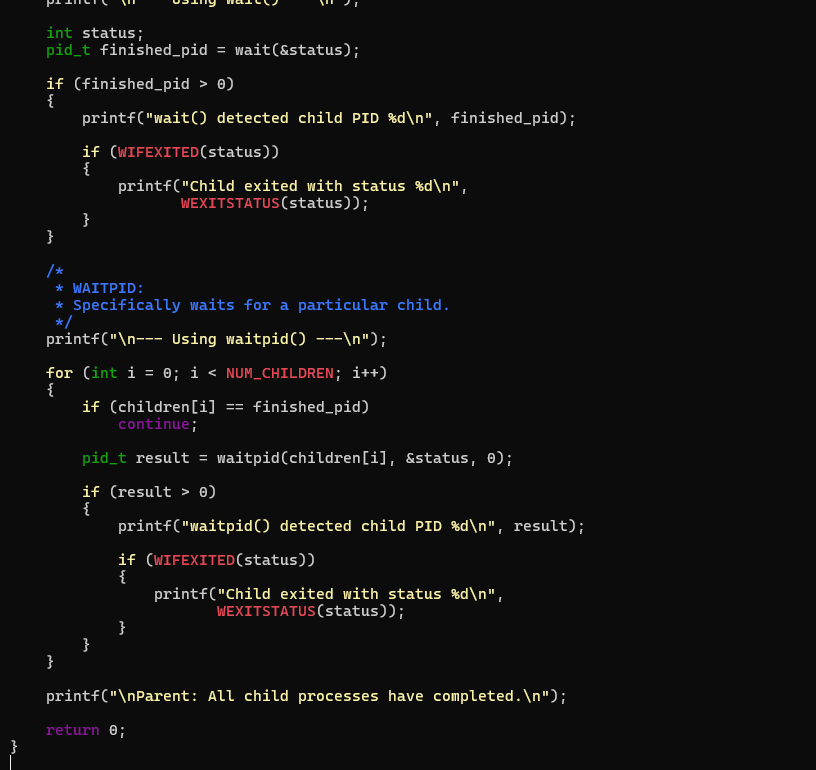 printf("\n--- Using wait() ---\n");
int status;
pid_t finished_pid = wait(&status);
if (finished_pid > 0)
{
printf("wait() detected child PID %d\n", finished_pid);
if (WIFEXITED(status))
{
printf("Child exited with status %d\n",
WEXITSTATUS(status));
}
}
/*
* WAITPID:
* Specifically waits for a particular child.
*/
printf("\n--- Using waitpid() ---\n");
for (int i = 0; i < NUM_CHILDREN; i++)
{
if (children[i] == finished_pid)
continue;
pid_t result = waitpid(children[i], &status, 0);
if (result > 0)
{
printf("waitpid() detected child PID %d\n", result);
if (WIFEXITED(status))
{
printf("Child exited with status %d\n",
WEXITSTATUS(status));
}
}
}
printf("\nParent: All child processes have completed.\n");
return 0;
}